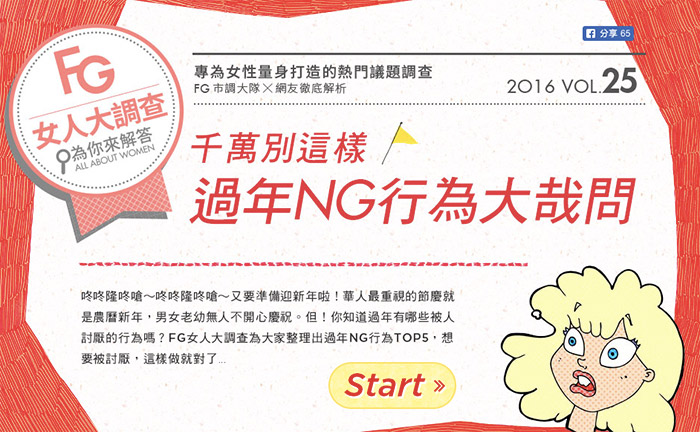 分享 65
FG
女人大調查
為你來解答
ALL ABOUT WOMEN
專為女性量身打造的熱門議題調查
FG 市調大隊╳網友徹底解析
2016 VOL.25
千萬別這樣
過年NG行為大哉問
咚咚隆咚嗆～咚咚隆咚嗆～又要準備迎新年啦！華人最重視的節慶就
是農曆新年，男女老幼無人不開心慶祝。但！你知道過年有哪些被人
討厭的行為嗎？FG女人大調查為大家整理出過年NG行為TOP5，想
要被討厭，這樣做就對了...
Start »